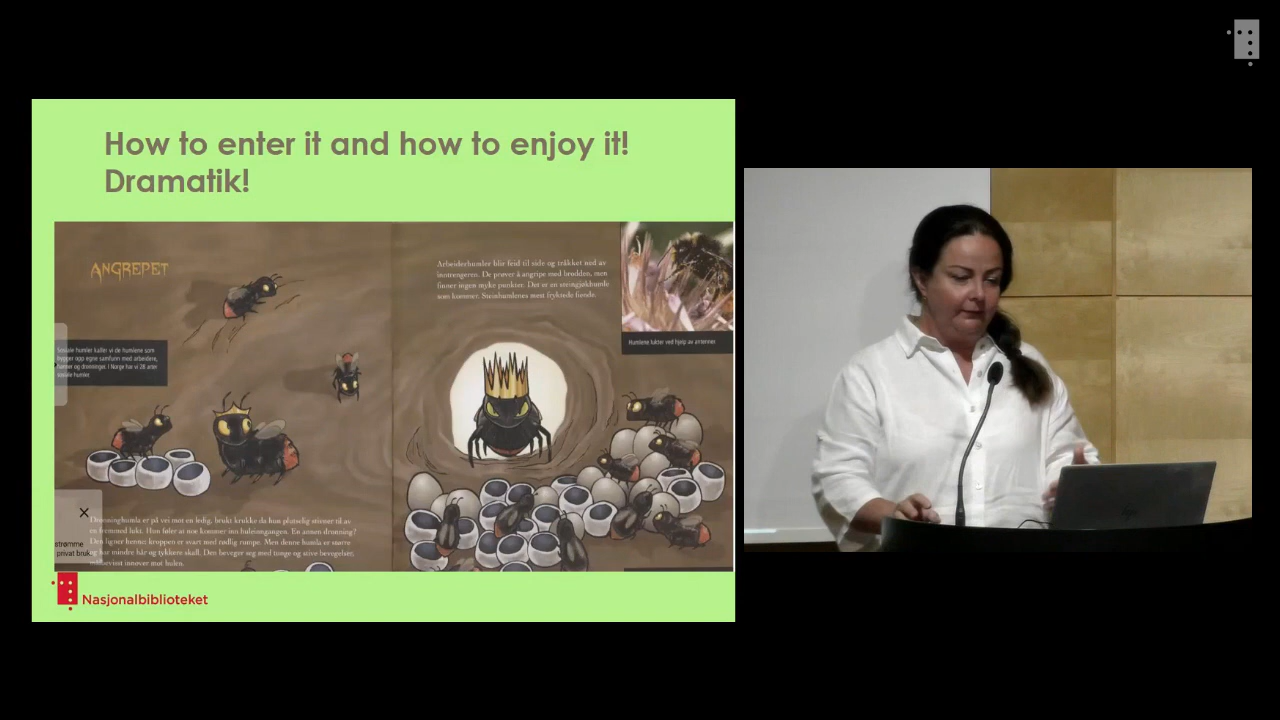 How to enter it and how to enjoy it!
Dramatik!
ANGREPET
Sosiale humler kaller vi de humlene som
bygger opp egne samfunn med arbeidere,
hanner og dronninger. I Norge har vi 28 arter
sosiale humler.
Arbeiderhumler blir feid til side og tråkket ned av
inntrengeren. De prøver å angripe med brodden, men
finner ingen myke punkter. Det er en steingjøkhumle
som kommer. Steinhumlenes mest fryktede fiende.
Humlene lukter ved hjelp av antenner.
Dronninghumla er på vei mot en ledig, brukt krukke da hun plutselig stivner til av
en fremmed lukt. Hun føler at noe kommer inn huleinngangen. En annen dronning?
Den ligner henne: kroppen er svart med rødlig rumpe. Men denne humla er større
og har mindre hår og tykkere skall. Den beveger seg med tunge og stive bevegelser,
målbevisst innover mot hulen.
strømme
privat bruk
Nasjonalbiblioteket